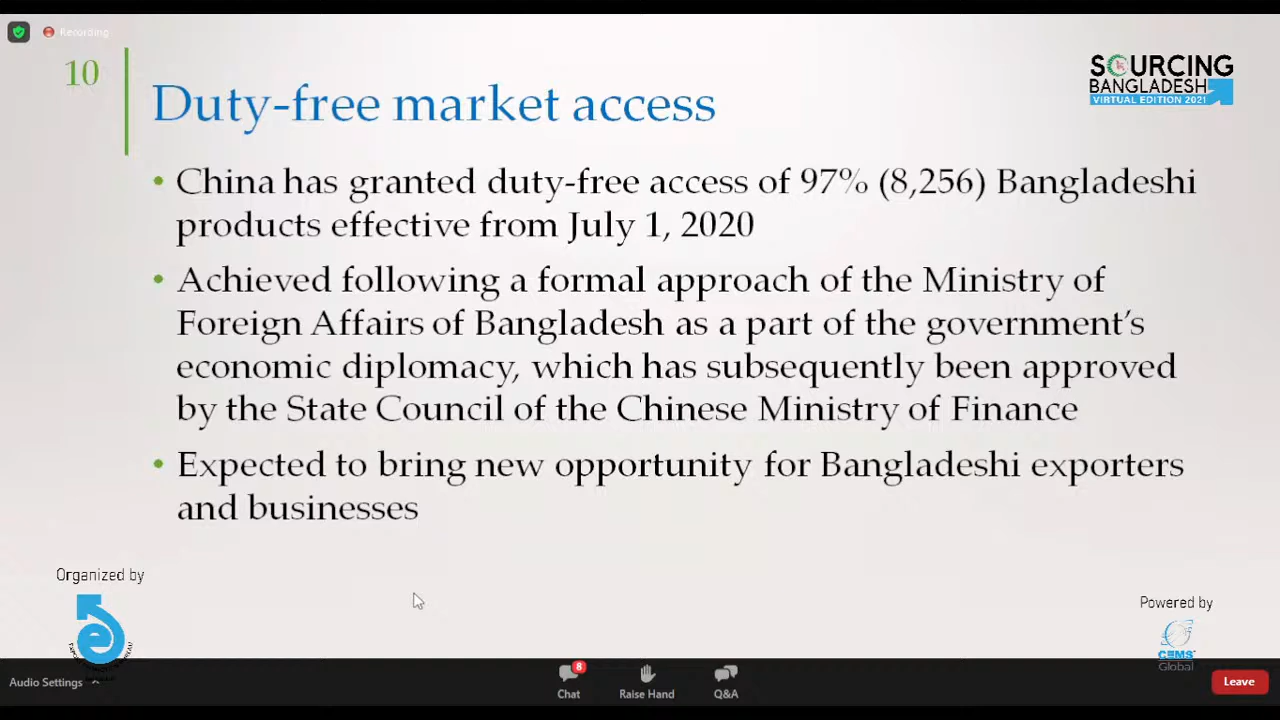 Recording
10
SOURCING
BANGLADESH
VIRTUAL EDITION 2021
Duty-free market access
• China has granted duty-free access of 97% (8,256) Bangladeshi
products effective from July 1, 2020
• Achieved following a formal approach of the Ministry of
Foreign Affairs of Bangladesh as a part of the government’s
economic diplomacy, which has subsequently been approved
by the State Council of the Chinese Ministry of Finance
• Expected to bring new opportunity for Bangladeshi exporters
and businesses
Organized by
Powered by
CEMS
Global
Audio Settings
8
Chat
Raise Hand
Q&A
Leave